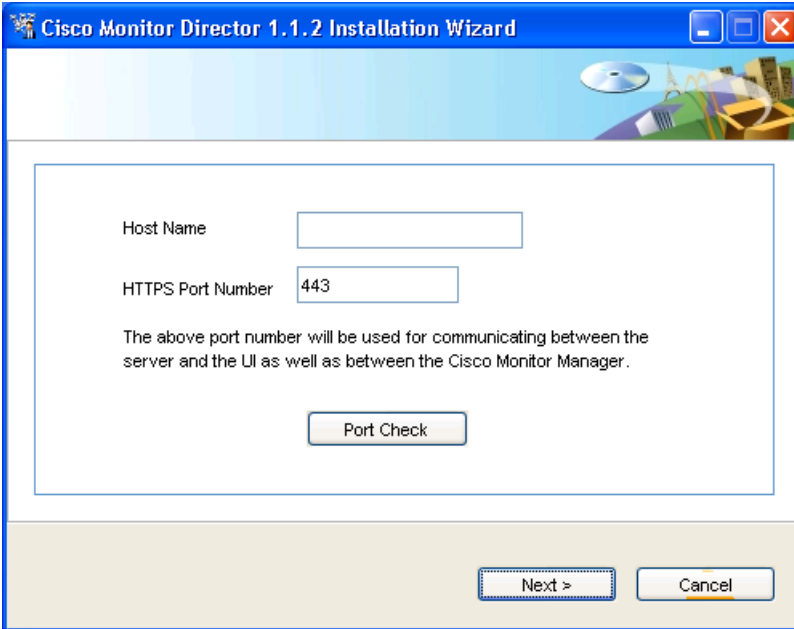 Cisco Monitor Director 1.1.2 Installation Wizard
Host Name
HTTPS Port Number 443
The above port number will be used for communicating between the
server and the UI as well as between the Cisco Monitor Manager.
Port Check
Next > Cancel